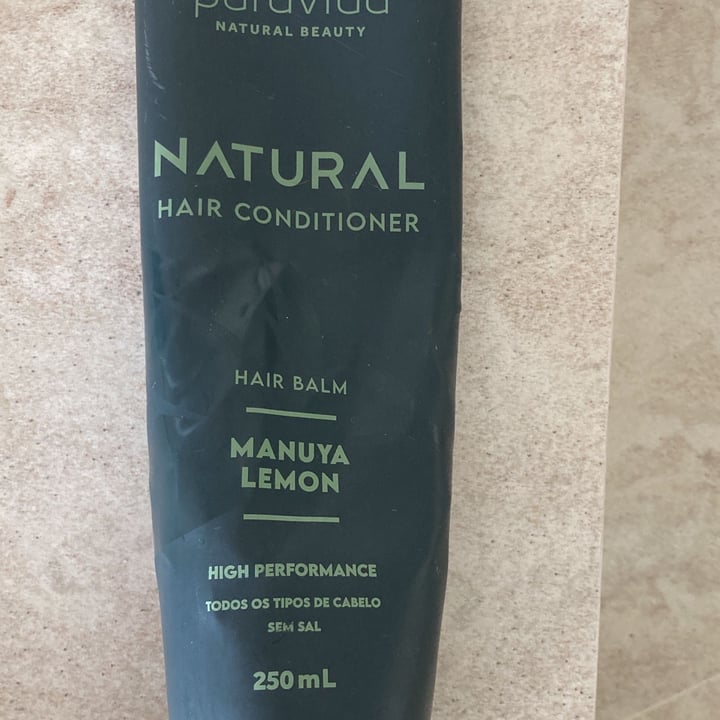 puravida
NATURAL BEAUTY
NATURAL
HAIR CONDITIONER
HAIR BALM
MANUYA
LEMON
HIGH PERFORMANCE
TODOS OS TIPOS DE CABELO
SEM SAL
250 mL